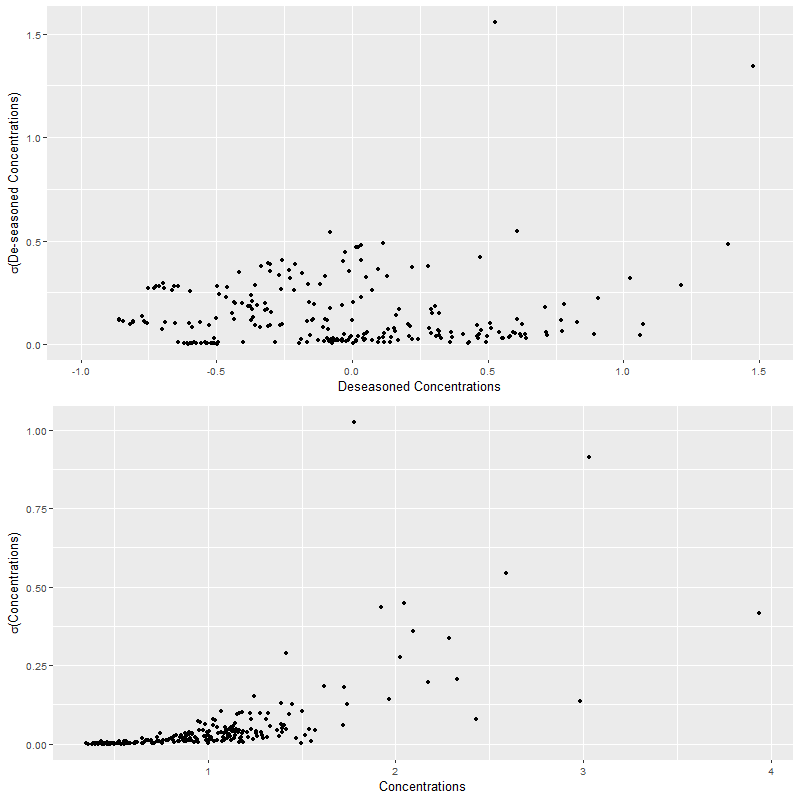 1.5
1.0
0.5
0.0
σ(De-seasoned Concentrations)
-1.0 -0.5 0.0 0.5 1.0 1.5
Deseasoned Concentrations
1.00
0.75
0.50
0.25
0.00
σ(Concentrations)
1 2 3 4
Concentrations